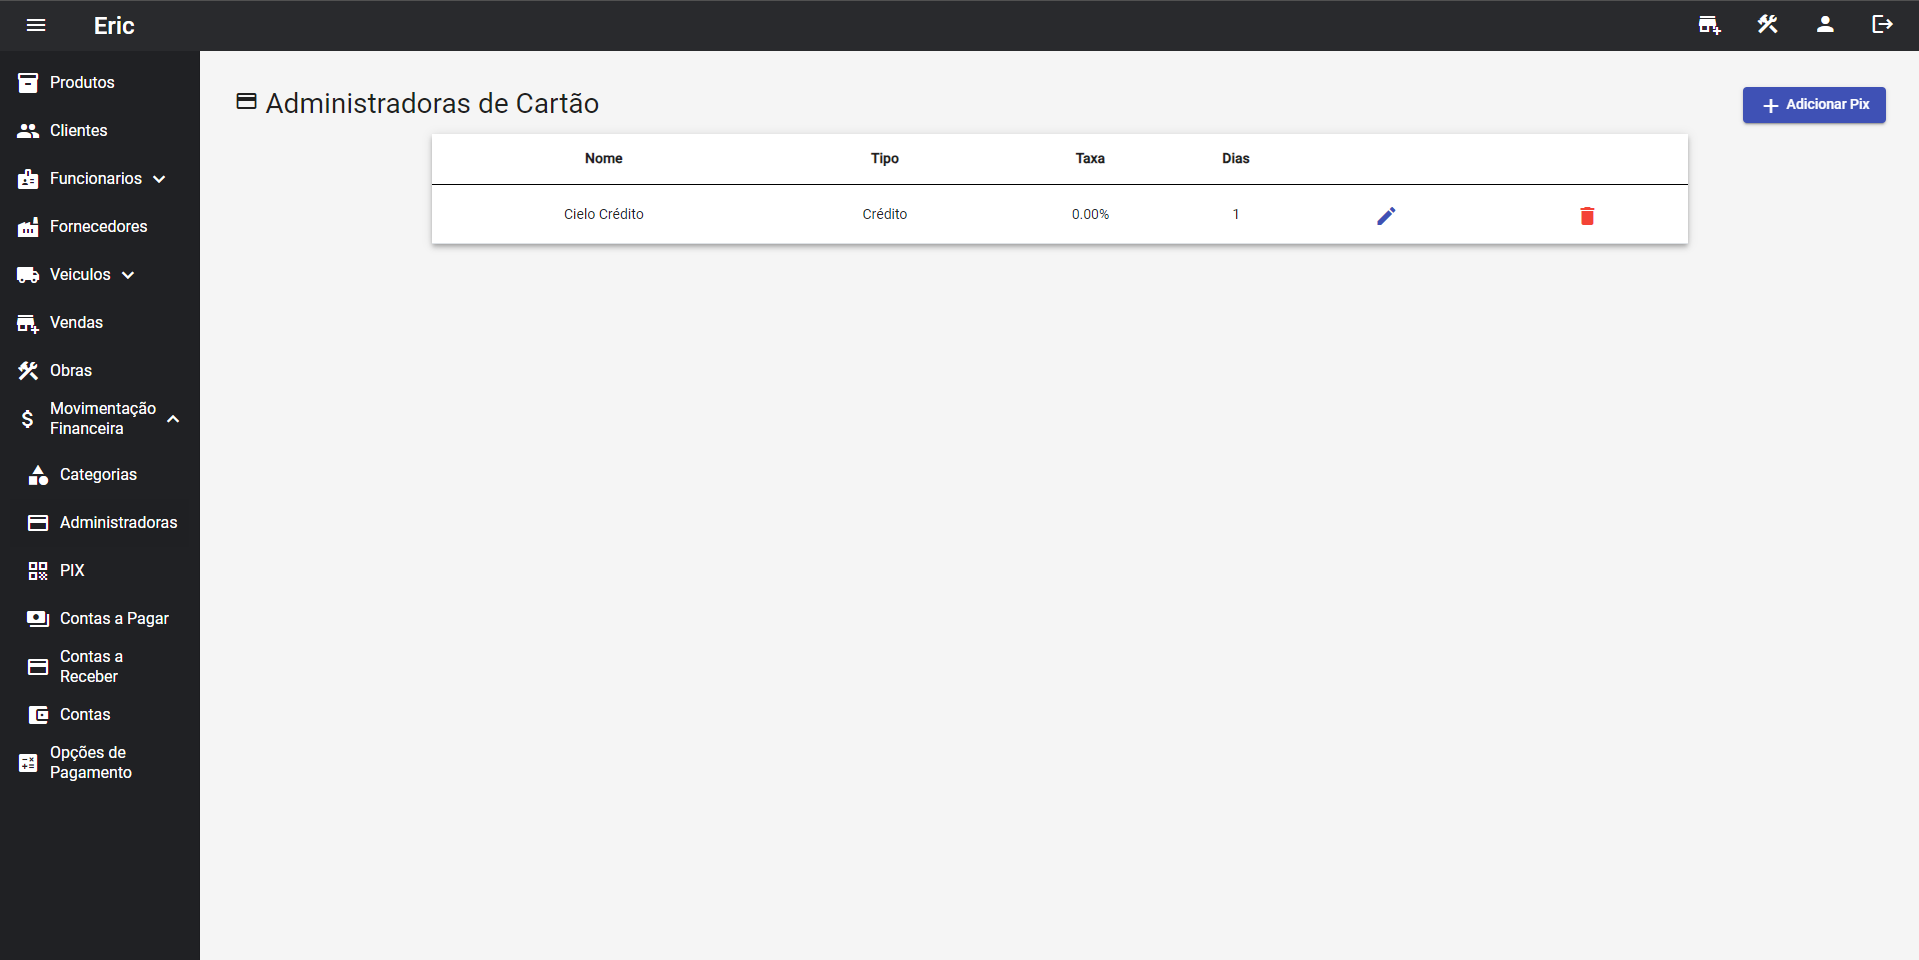 Eric
Produtos
Clientes
Funcionarios
Fornecedores
Veiculos
Vendas
Obras
Movimentação
Financeira
Categorias
Administradoras
PIX
Contas a Pagar
Contas a
Receber
Contas
Opções de
Pagamento
Administradoras de Cartão
Adicionar Pix
Nome Tipo Taxa Dias
Cielo Crédito Crédito 0.00% 1